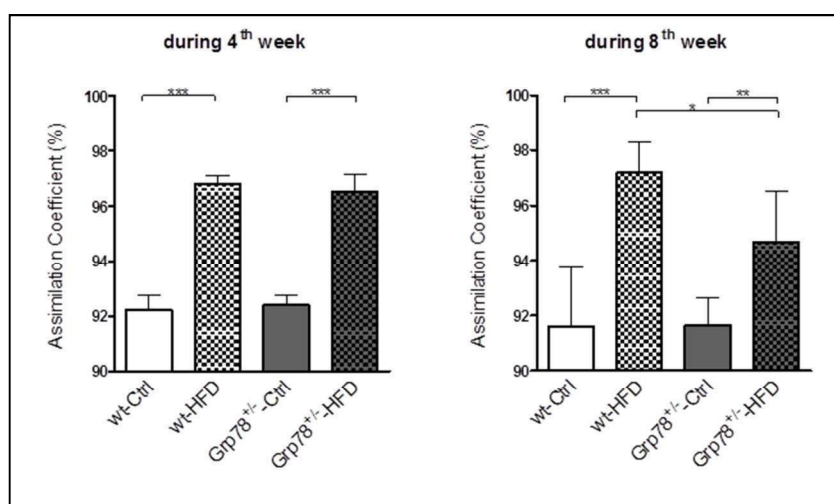 during 4th week
Assimilation Coefficient (%)
100
98
96
94
92
90
***
***
wt-Ctrl
wt-HFD
Grp78+/--Ctrl
Grp78+/--HFD
during 8th week
Assimilation Coefficient (%)
100
98
96
94
92
90
***
**
*
wt-Ctrl
wt-HFD
Grp78+/--Ctrl
Grp78+/--HFD